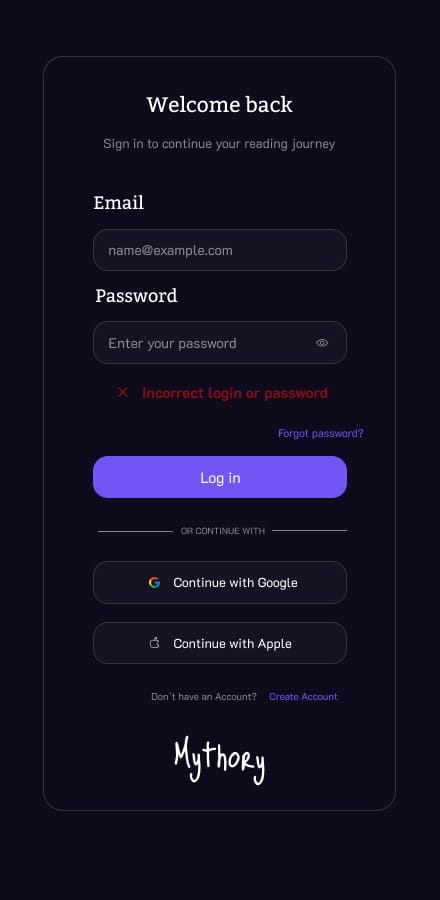 Welcome back
Sign in to continue your reading journey
Email
name@example.com
Password
Enter your password
Incorrect login or password
Forgot password?
Log in
OR CONTINUE WITH
Continue with Google
Continue with Apple
Don't have an Account? Create Account
Mythory